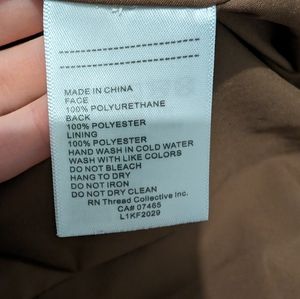 MADE IN CHINA
FACE
100% POLYURETHANE
BACK
100% POLYESTER
LINING
100% POLYESTER
HAND WASH IN COLD WATER
WASH WITH LIKE COLORS
DO NOT BLEACH
HANG TO DRY
DO NOT IRON
DO NOT DRY CLEAN
RN Thread Collective Inc.
CA# 07465
L1KF2029